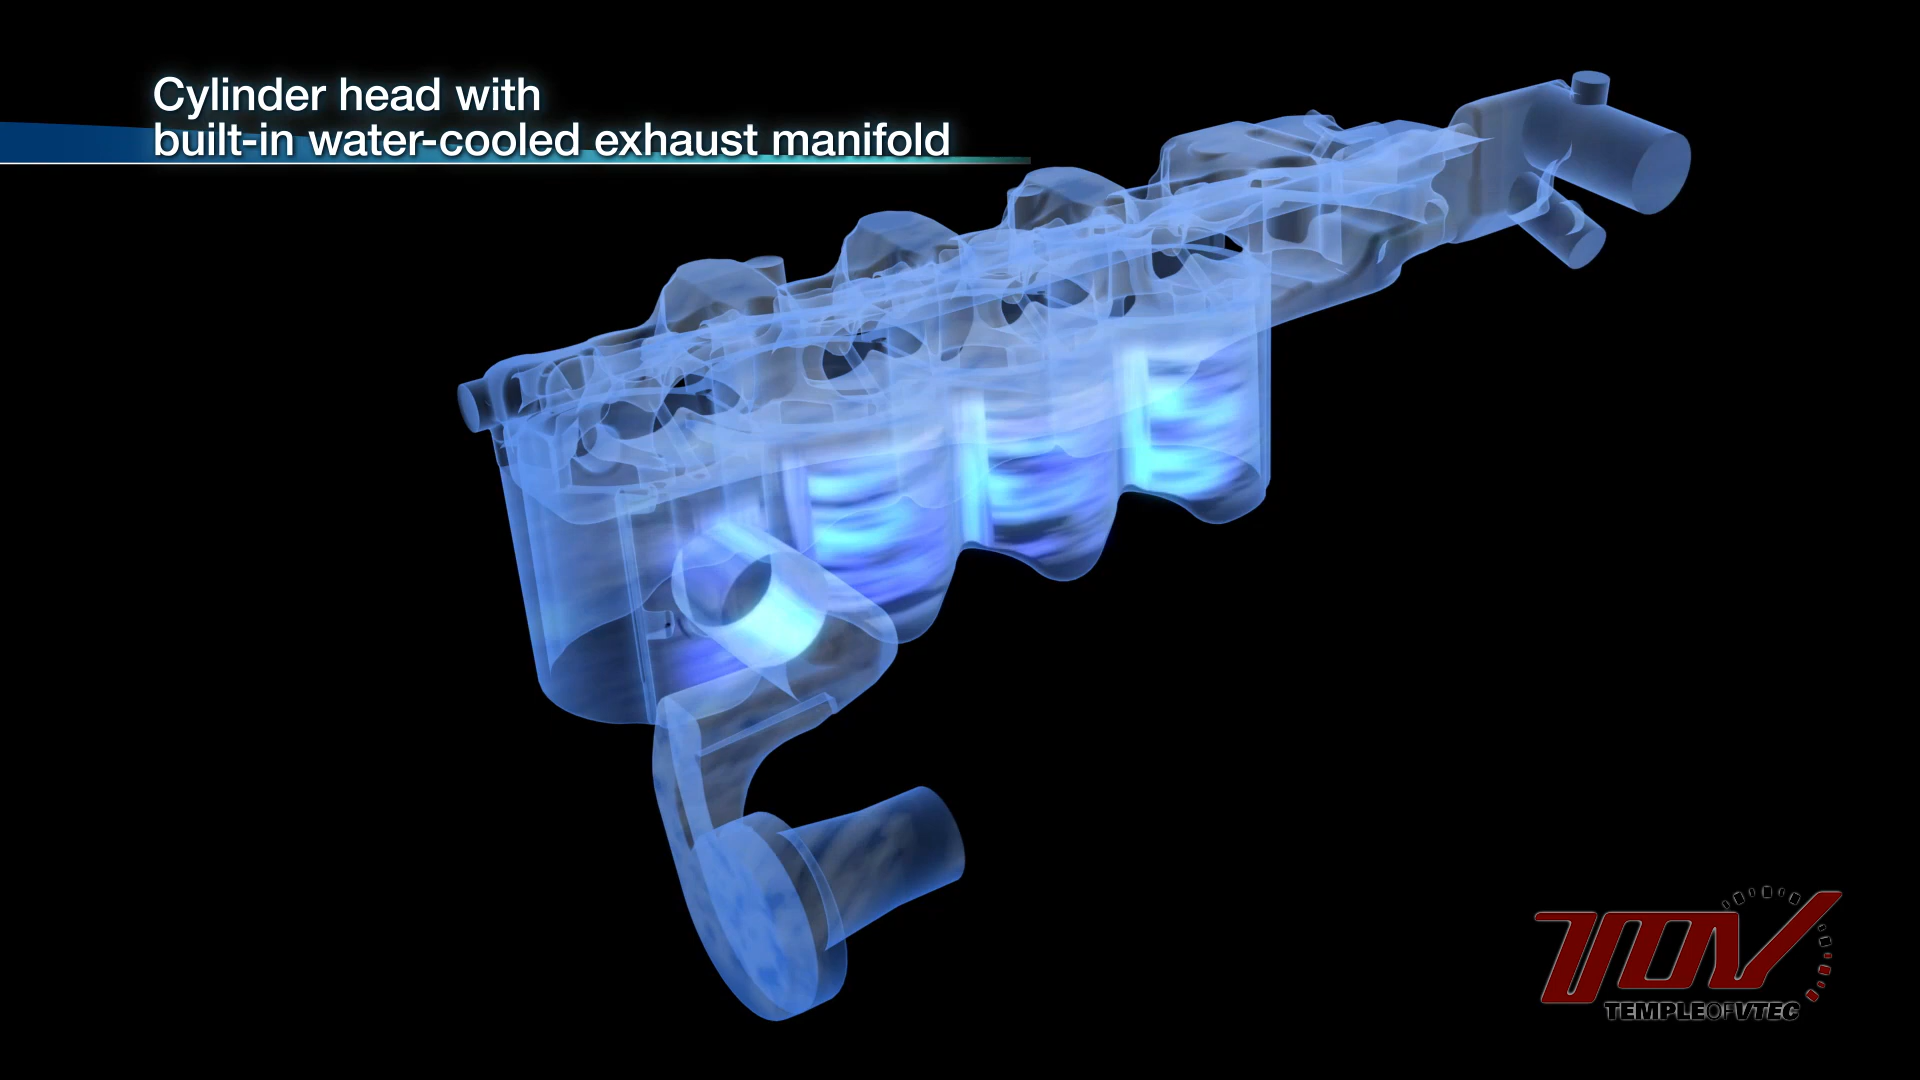 Cylinder head with
built-in water-cooled exhaust manifold
TOV
TEMPLEOFVTEC